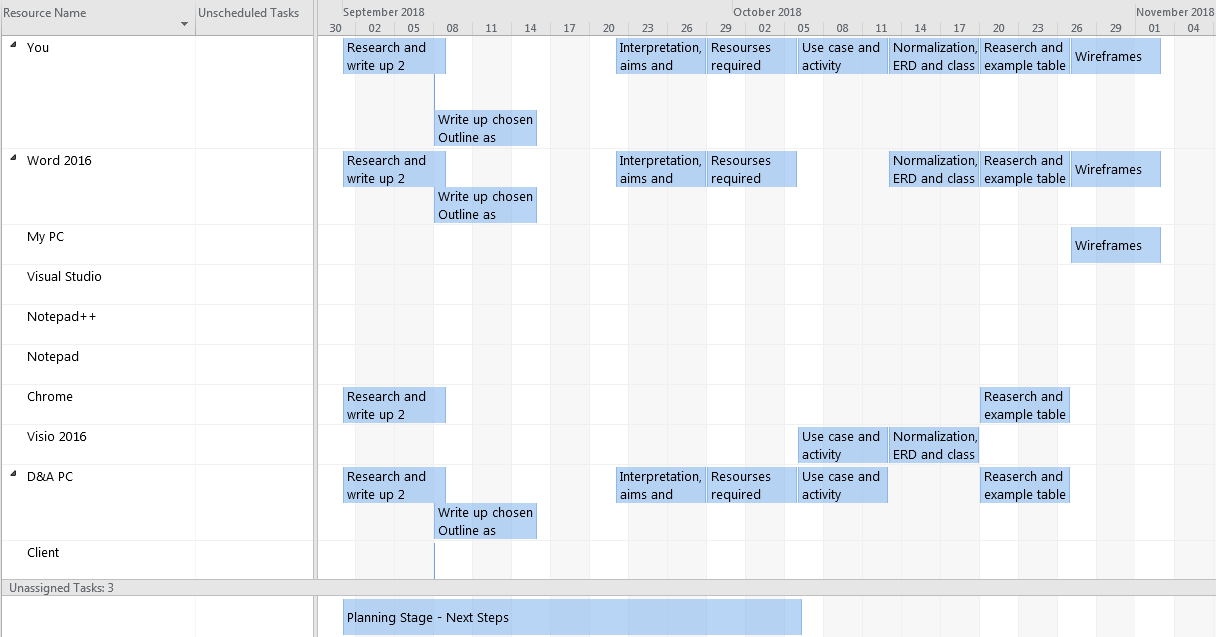 Resource Name
Unscheduled Tasks
September 2018
October 2018
November 2018
30 02 05 08 11 14 17 20 23 26 29 02 05 08 11 14 17 20 23 26 29 01 04
You
Research and
write up 2
Interpretation,
aims and
Resourses
required
Use case and
activity
Normalization,
ERD and class
Reaserch and
example table
Wireframes
Write up chosen
Outline as
Word 2016
Research and
write up 2
Interpretation,
aims and
Resourses
required
Normalization,
ERD and class
Reaserch and
example table
Wireframes
Write up chosen
Outline as
My PC
Wireframes
Visual Studio
Notepad++
Notepad
Chrome
Research and
write up 2
Reaserch and
example table
Visio 2016
Use case and
activity
Normalization,
ERD and class
D&A PC
Research and
write up 2
Interpretation,
aims and
Resourses
required
Use case and
activity
Reaserch and
example table
Write up chosen
Outline as
Client
Unassigned Tasks: 3
Planning Stage - Next Steps